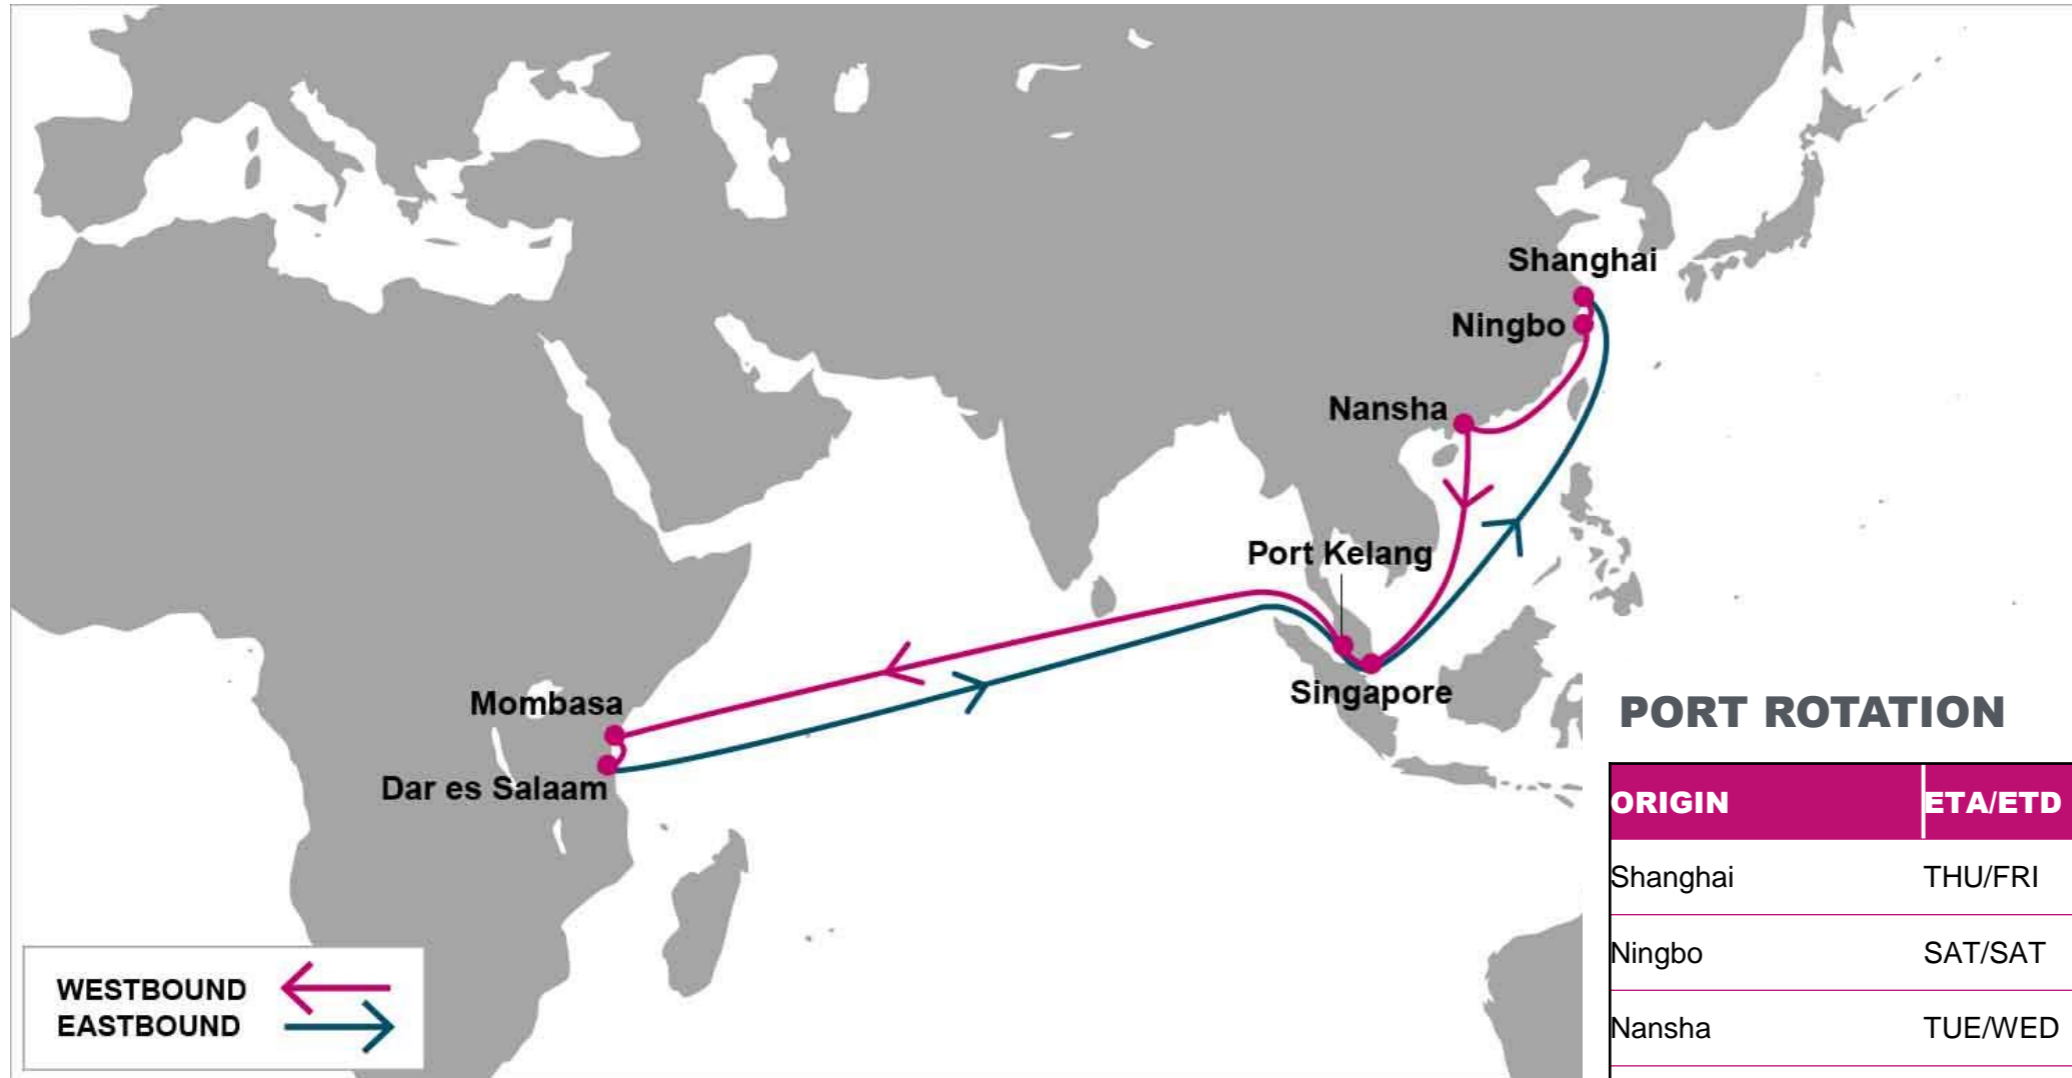 Shanghai
Ningbo
Nansha
Port Kelang
Singapore
Mombasa
Dar es Salaam
WESTBOUND
EASTBOUND
PORT ROTATION
ORIGIN ETA/ETD
Shanghai THU/FRI
Ningbo SAT/SAT
Nansha TUE/WED